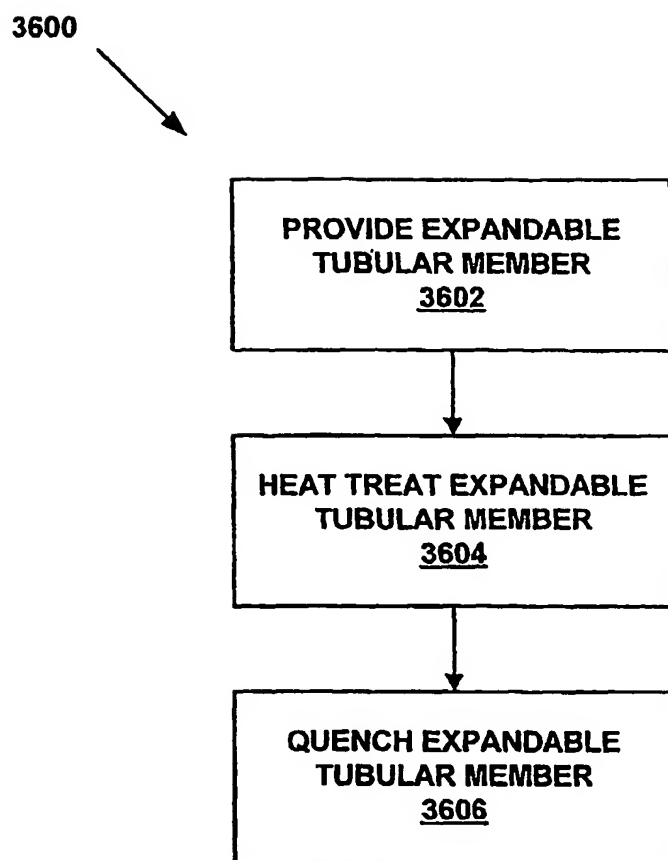 3600
PROVIDE EXPANDABLE
TUBULAR MEMBER
3602
HEAT TREAT EXPANDABLE
TUBULAR MEMBER
3604
QUENCH EXPANDABLE
TUBULAR MEMBER
3606